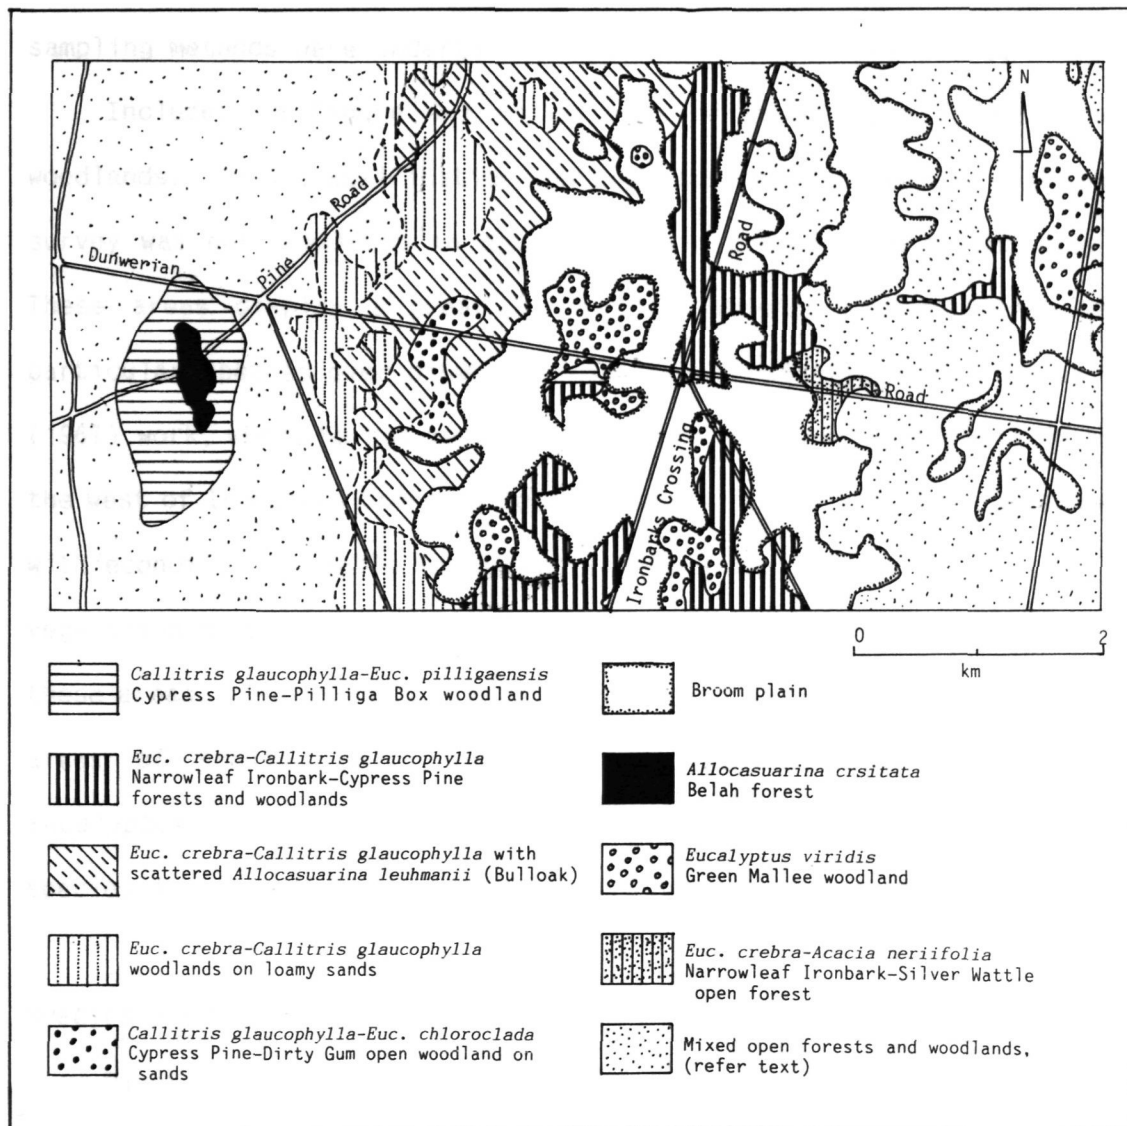 N
Dunwerian
Pine Road
Road
Road
Ironbarks Crossing
0 2
km
Callitris glaucophylla-Euc. pilligaensis
Cypress Pine-Pilliga Box woodland
Euc. crebra-Callitris glaucophylla
Narrowleaf Ironbark-Cypress Pine
forests and woodlands
Euc. crebra-Callitris glaucophylla with
scattered Allocasuarina leuhmanii (Bulloak)
Euc. crebra-Callitris glaucophylla
woodlands on loamy sands
Callitris glaucophylla-Euc. chloroclada
Cypress Pine-Dirty Gum open woodland on
sands
Broom plain
Allocasuarina crsitata
Belah forest
Eucalyptus viridis
Green Mallee woodland
Euc. crebra-Acacia neriifolia
Narrowleaf Ironbark-Silver Wattle
open forest
Mixed open forests and woodlands,
(refer text)